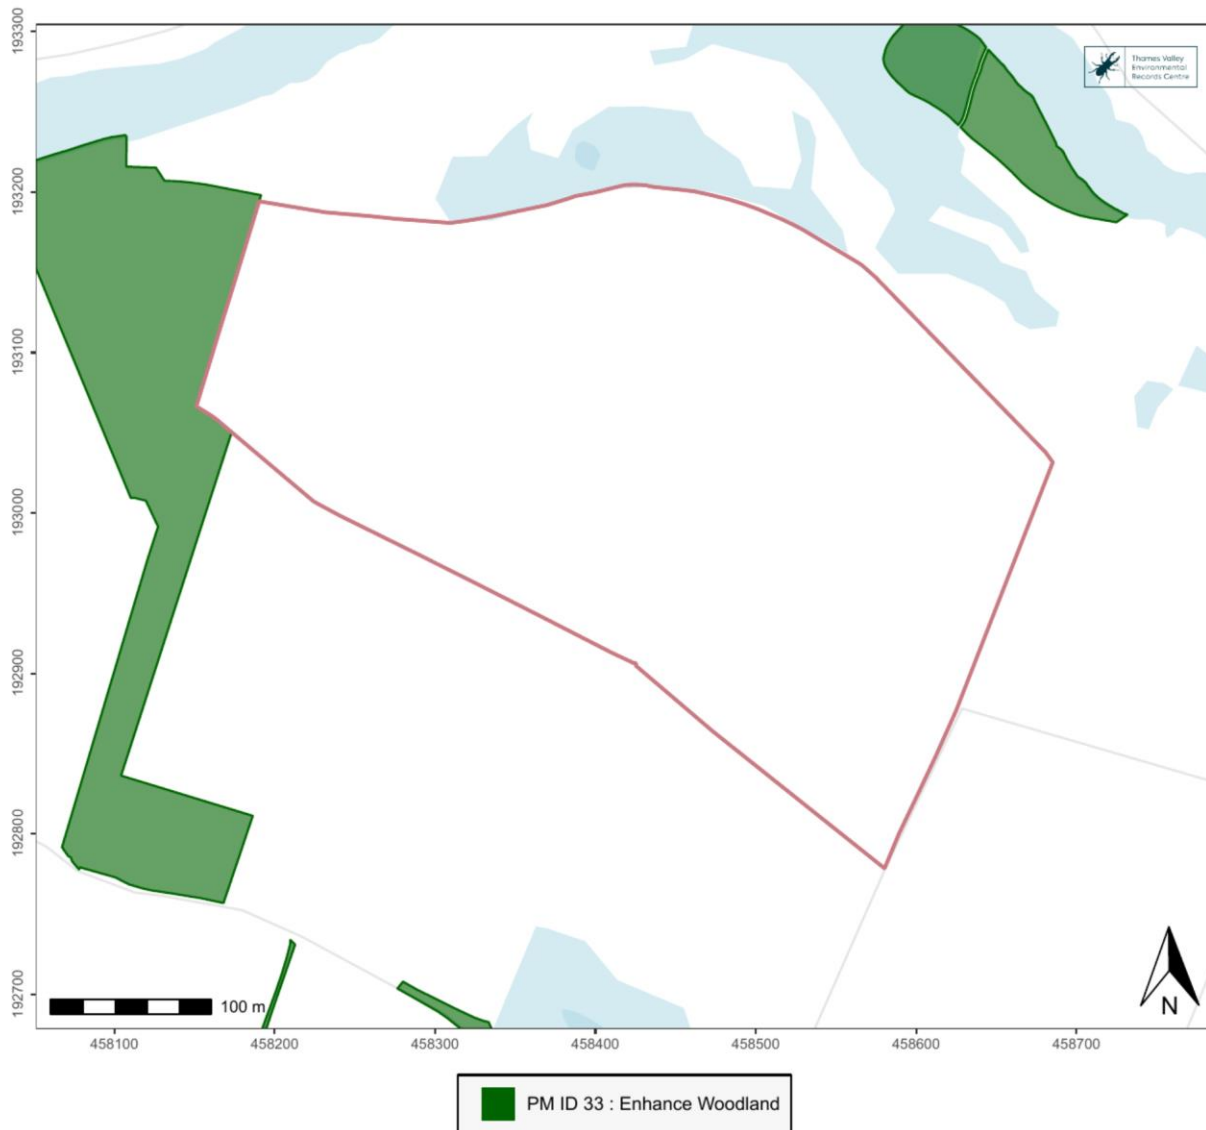 193300
193200
193100
193000
192900
192800
192700
Thames Valley
Environmental
Records Centre
100 m
N
458100 458200 458300 458400 458500 458600 458700
PM ID 33 : Enhance Woodland